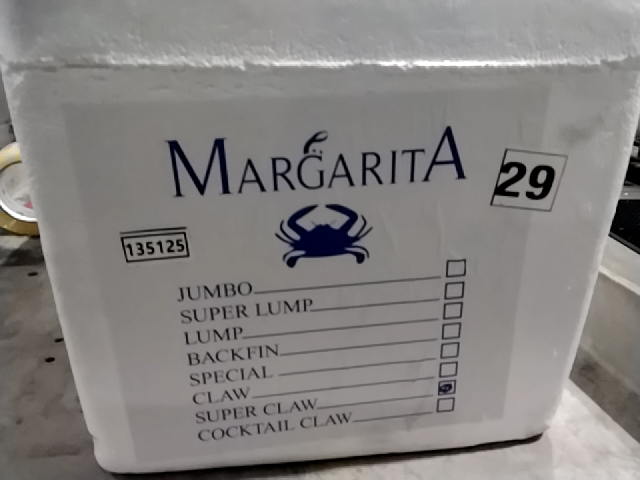 MARGARITA
29
135125
JUMBO
SUPER LUMP
LUMP
BACKFIN
SPECIAL
CLAW
SUPER CLAW
COCKTAIL CLAW